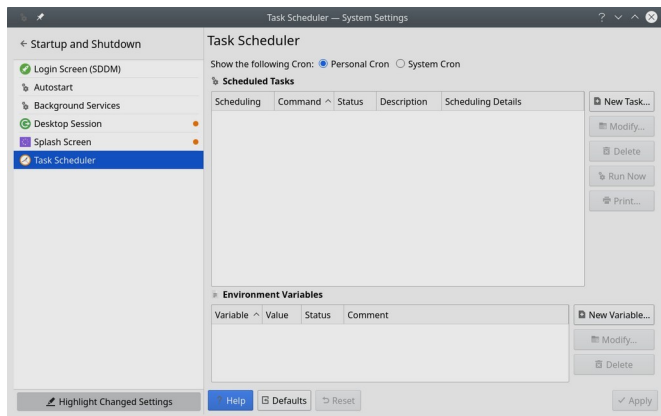 Task Scheduler — System Settings
Startup and Shutdown
Login Screen (SDDM)
Autostart
Background Services
Desktop Session
Splash Screen
Task Scheduler
Highlight Changed Settings
Task Scheduler
Show the following Cron: Personal Cron System Cron
Scheduled Tasks
Scheduling Command Status Description Scheduling Details
New Task...
Modify...
Delete
Run Now
Print...
Environment Variables
Variable Value Status Comment
New Variable...
Modify...
Delete
Help Defaults Reset Apply